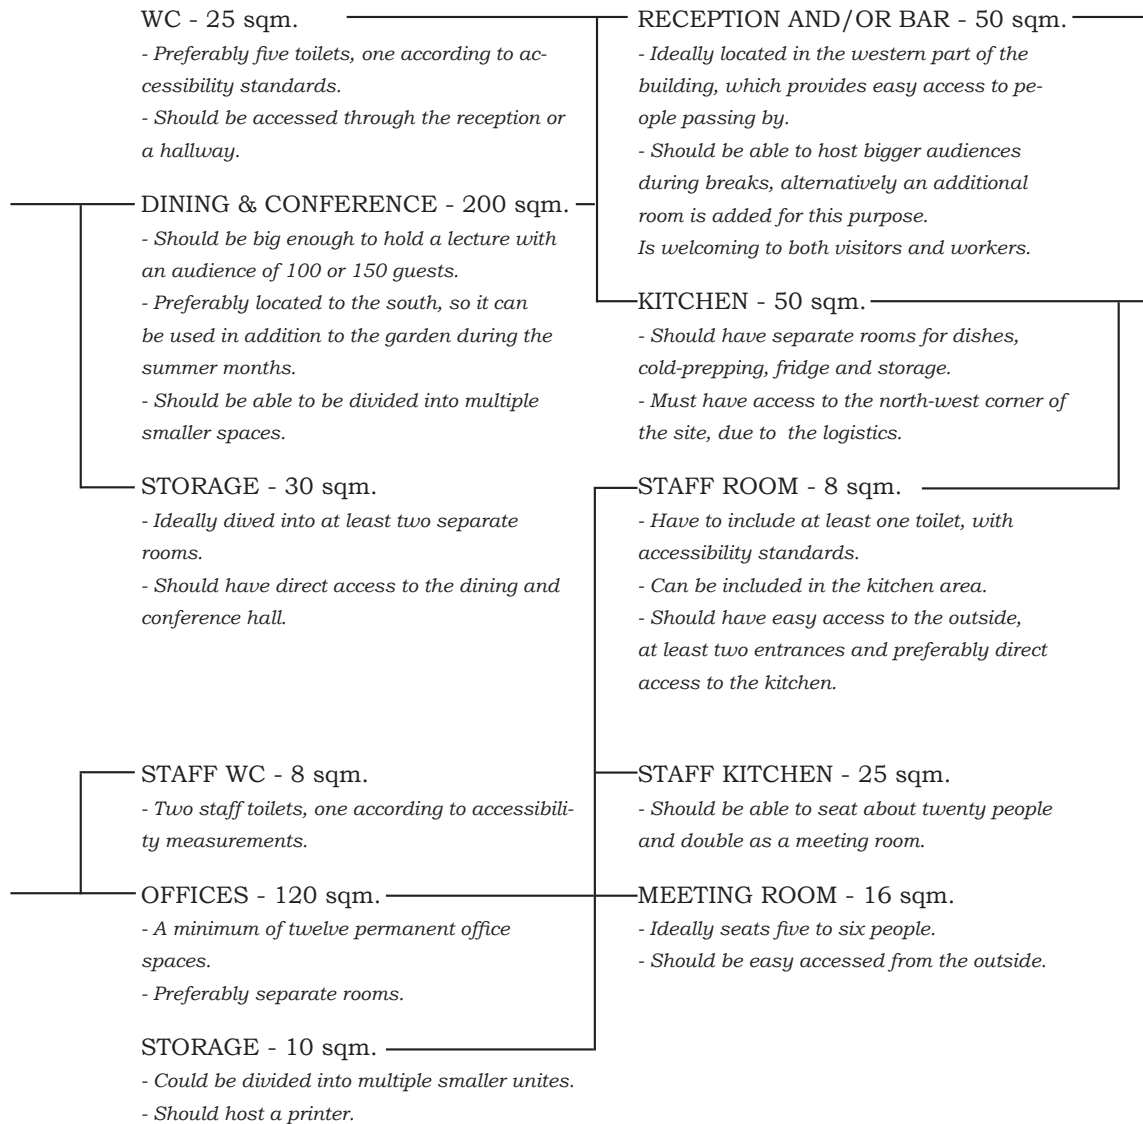 WC - 25 sqm.
- Preferably five toilets, one according to ac-
cessibility standards.
- Should be accessed through the reception or
a hallway.
DINING & CONFERENCE - 200 sqm.
- Should be big enough to hold a lecture with
an audience of 100 or 150 guests.
- Preferably located to the south, so it can
be used in addition to the garden during the
summer months.
- Should be able to be divided into multiple
smaller spaces.
STORAGE - 30 sqm.
- Ideally dived into at least two separate
rooms.
- Should have direct access to the dining and
conference hall.
STAFF WC - 8 sqm.
- Two staff toilets, one according to accessibili-
ty measurements.
OFFICES - 120 sqm.
- A minimum of twelve permanent office
spaces.
- Preferably separate rooms.
STORAGE - 10 sqm.
- Could be divided into multiple smaller unites.
- Should host a printer.
RECEPTION AND/OR BAR - 50 sqm.
- Ideally located in the western part of the
building, which provides easy access to pe-
ople passing by.
- Should be able to host bigger audiences
during breaks, alternatively an additional
room is added for this purpose.
Is welcoming to both visitors and workers.
KITCHEN - 50 sqm.
- Should have separate rooms for dishes,
cold-prepping, fridge and storage.
- Must have access to the north-west corner of
the site, due to  the logistics.
STAFF ROOM - 8 sqm.
- Have to include at least one toilet, with
accessibility standards.
- Can be included in the kitchen area.
- Should have easy access to the outside,
at least two entrances and preferably direct
access to the kitchen.
STAFF KITCHEN - 25 sqm.
- Should be able to seat about twenty people
and double as a meeting room.
MEETING ROOM - 16 sqm.
- Ideally seats five to six people.
- Should be easy accessed from the outside.